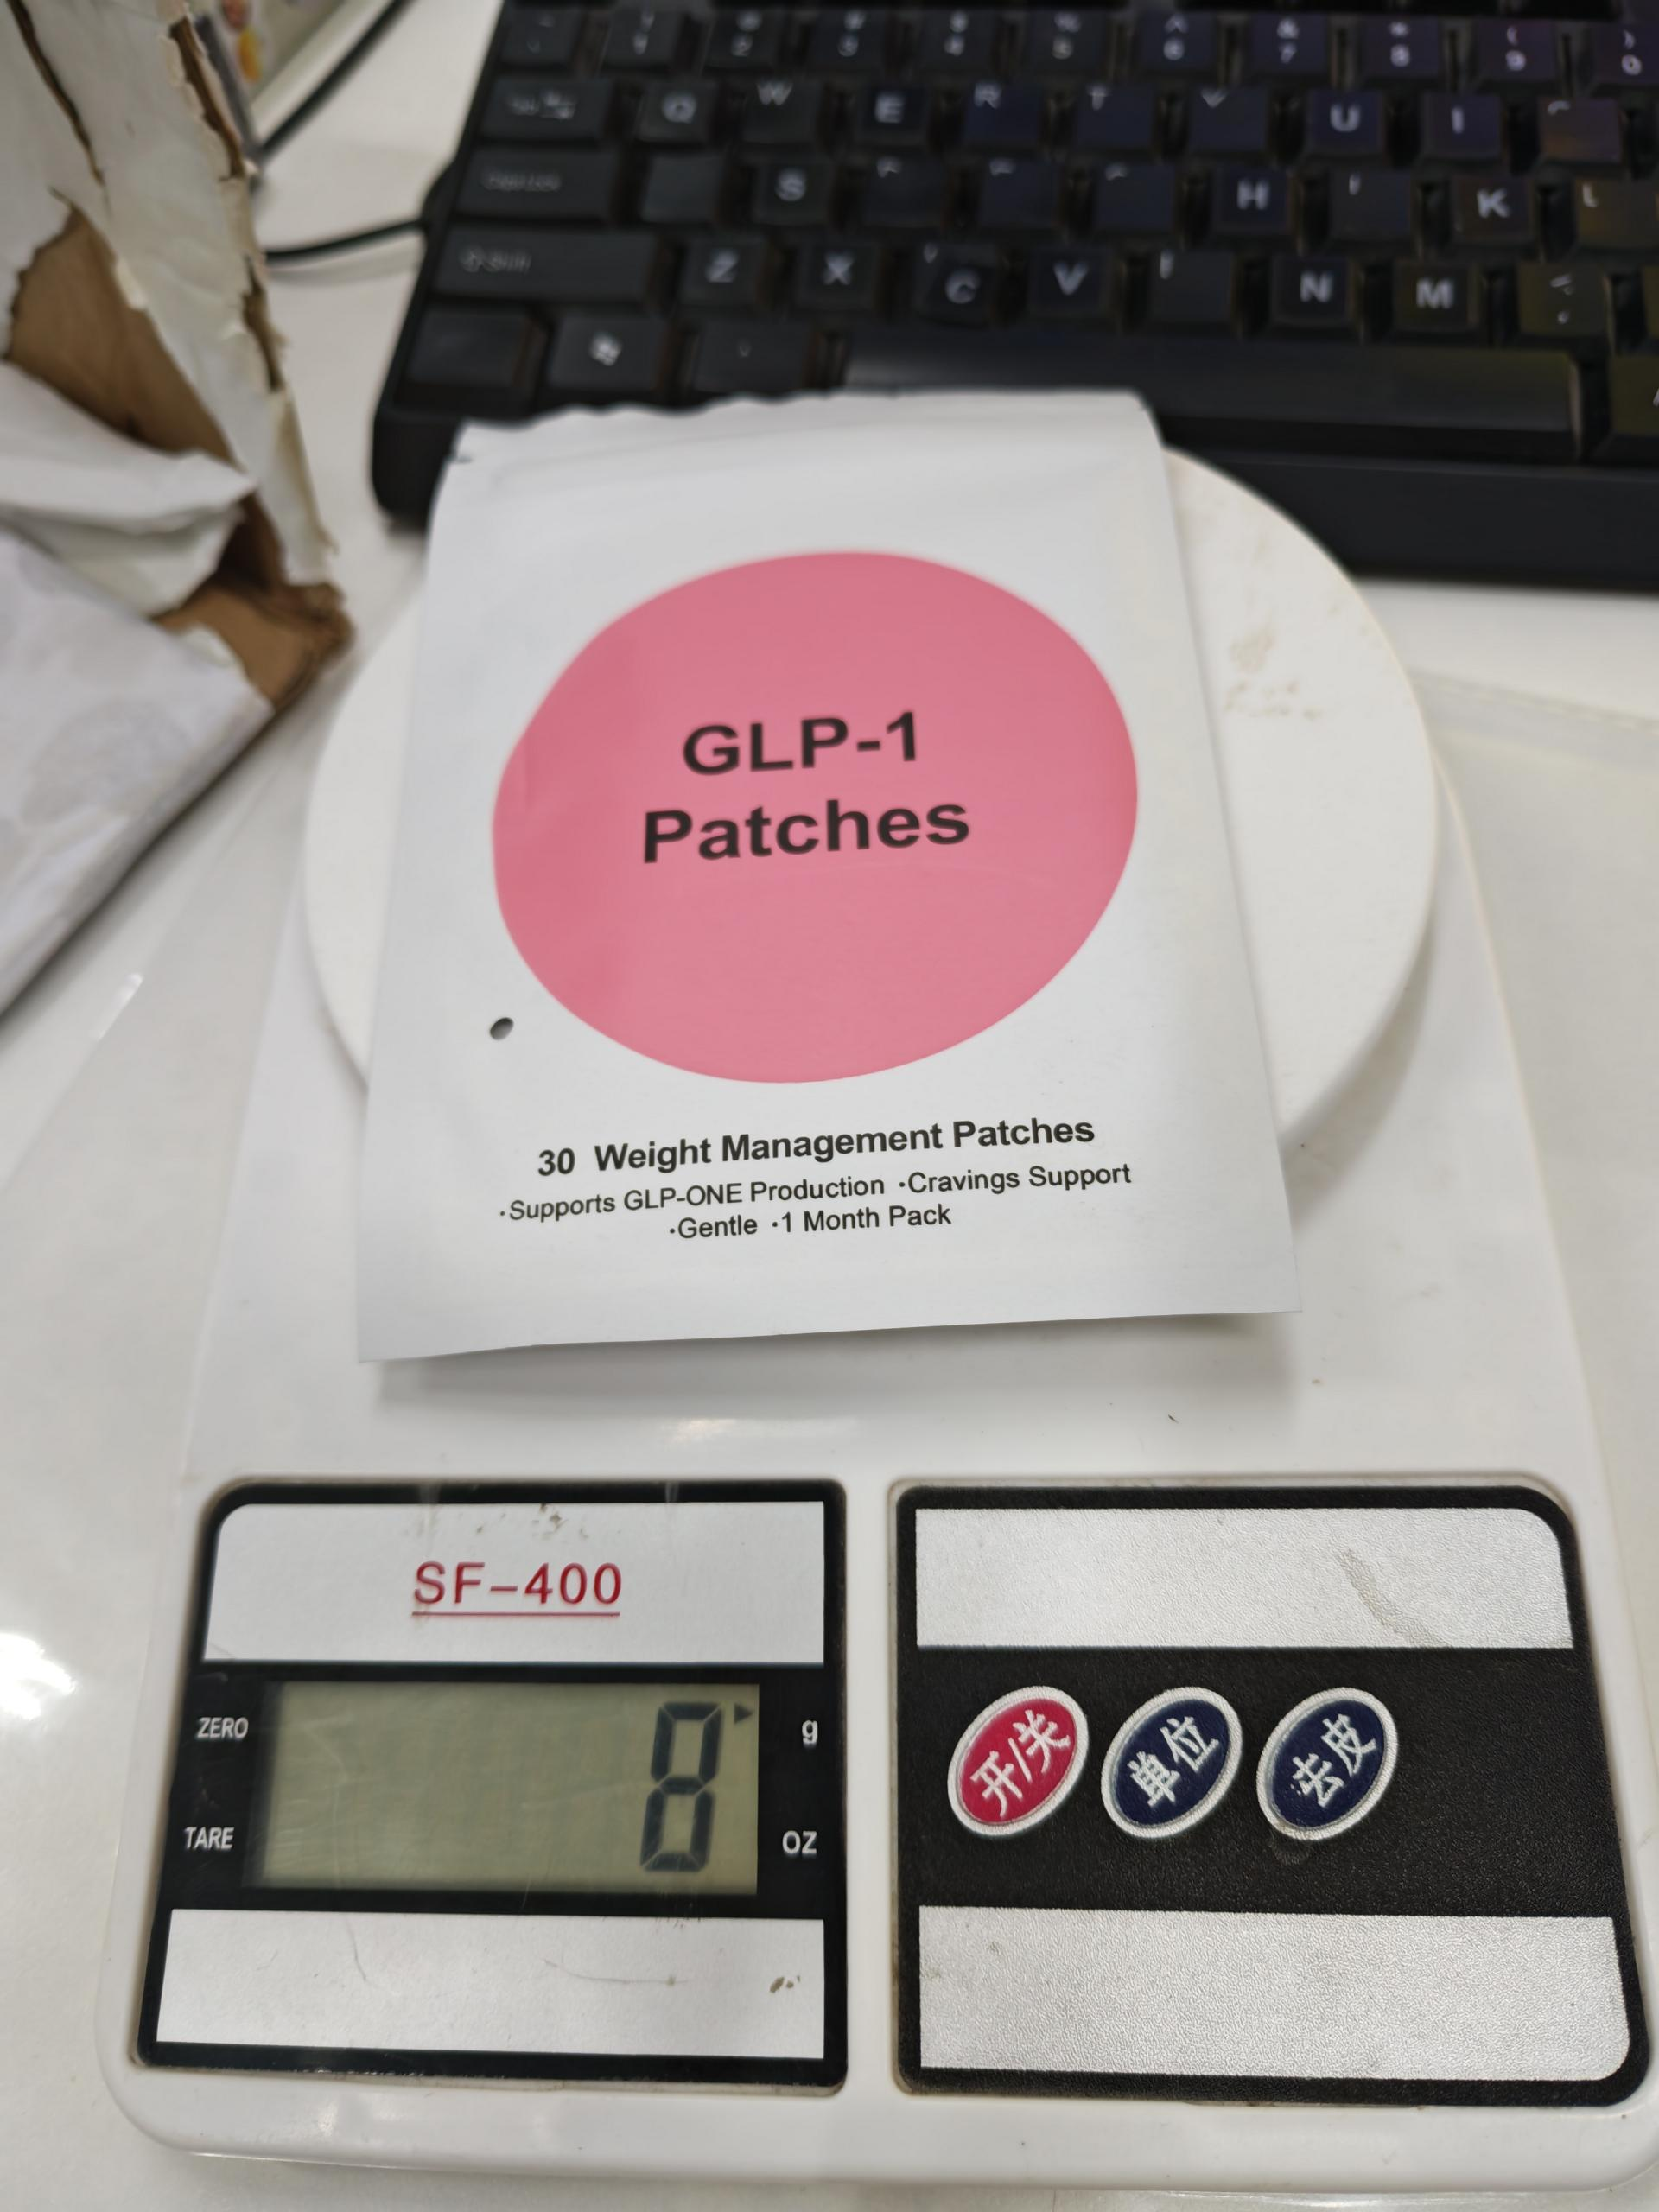 Q W E R T U I
S H K
Z X C V N M
GLP-1
Patches
30 Weight Management Patches
·Supports GLP-ONE Production ·Cravings Support
·Gentle ·1 Month Pack
SF-400
ZERO
8
g
TARE
OZ
开/关 单位 去皮